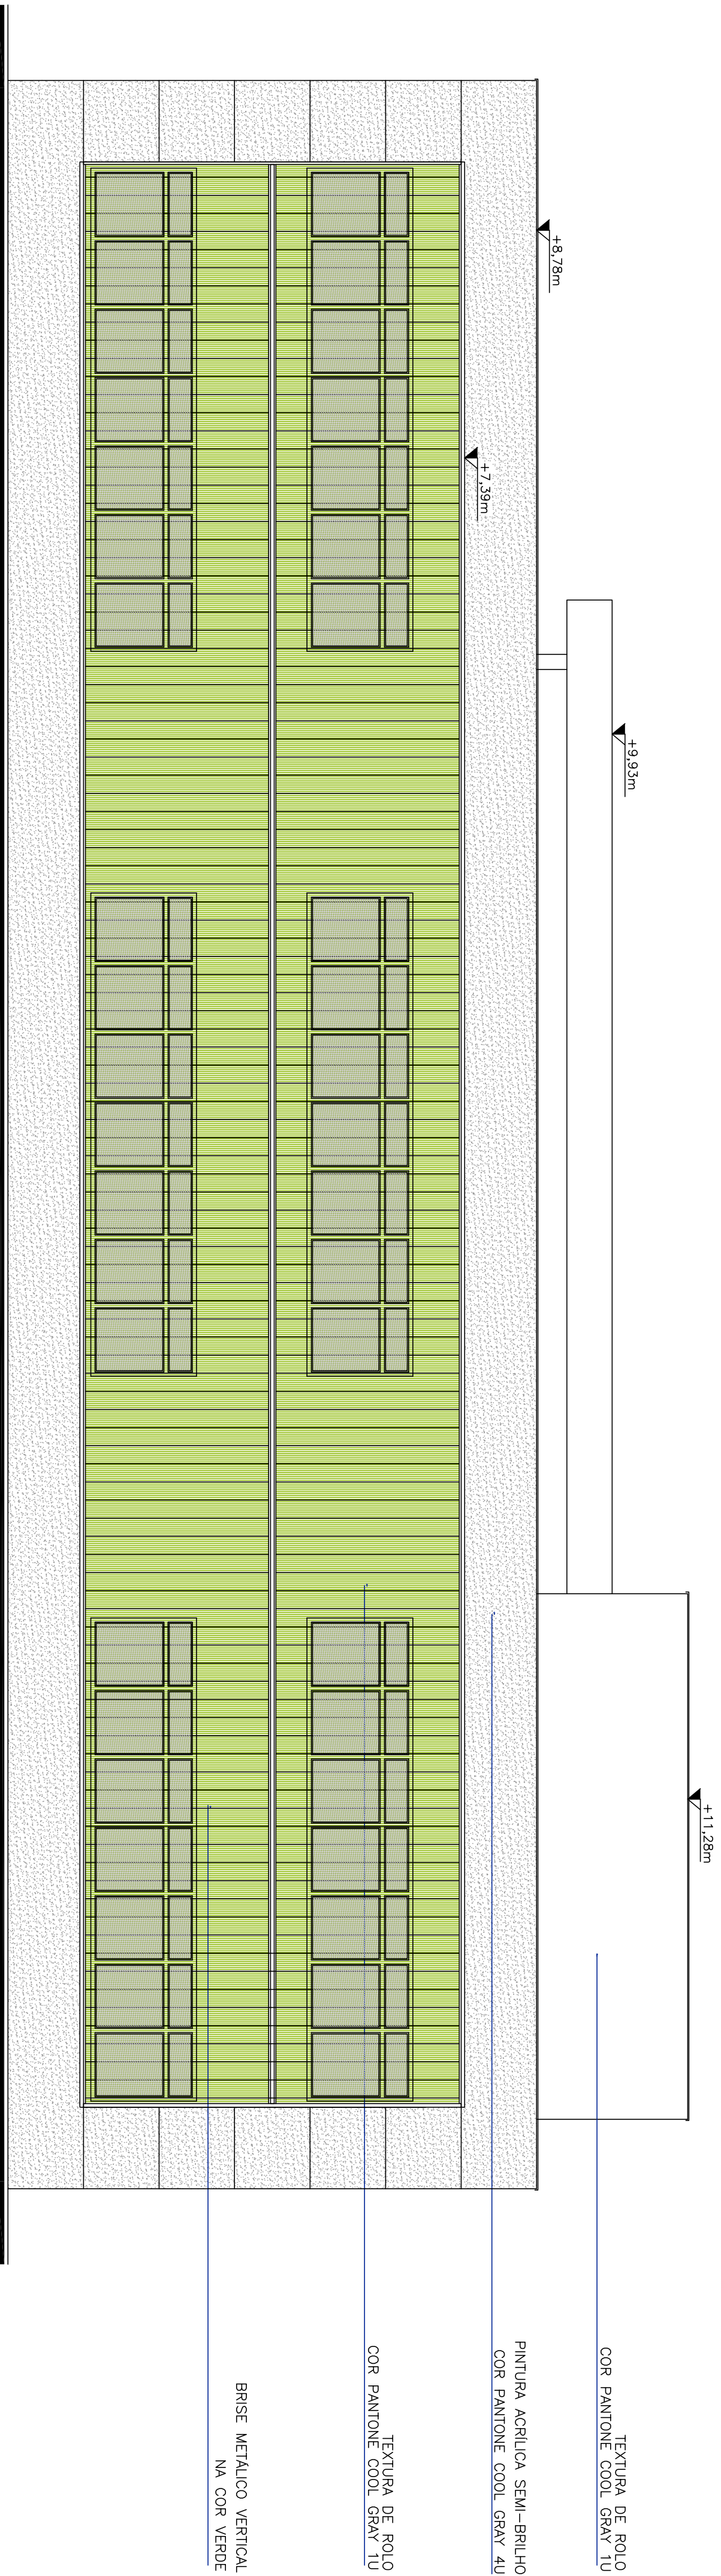 +11,28m
+9,93m
+8,78m
+7,39m
TEXTURA DE ROLO
COR PANTONE COOL GRAY 1U
PINTURA ACRÍLICA SEMI-BRILHO
COR PANTONE COOL GRAY 4U
TEXTURA DE ROLO
COR PANTONE COOL GRAY 1U
BRISE METÁLICO VERTICAL
NA COR VERDE